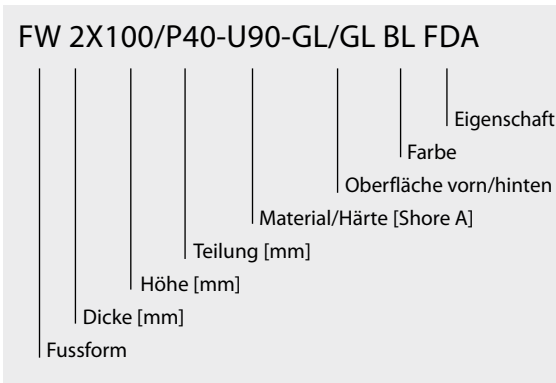 FW 2X100/P40-U90-GL/GL BL FDA
Eigenschaft
Farbe
Oberfläche vorn/hinten
Material/Härte [Shore A]
Teilung [mm]
Höhe [mm]
Dicke [mm]
Fussform